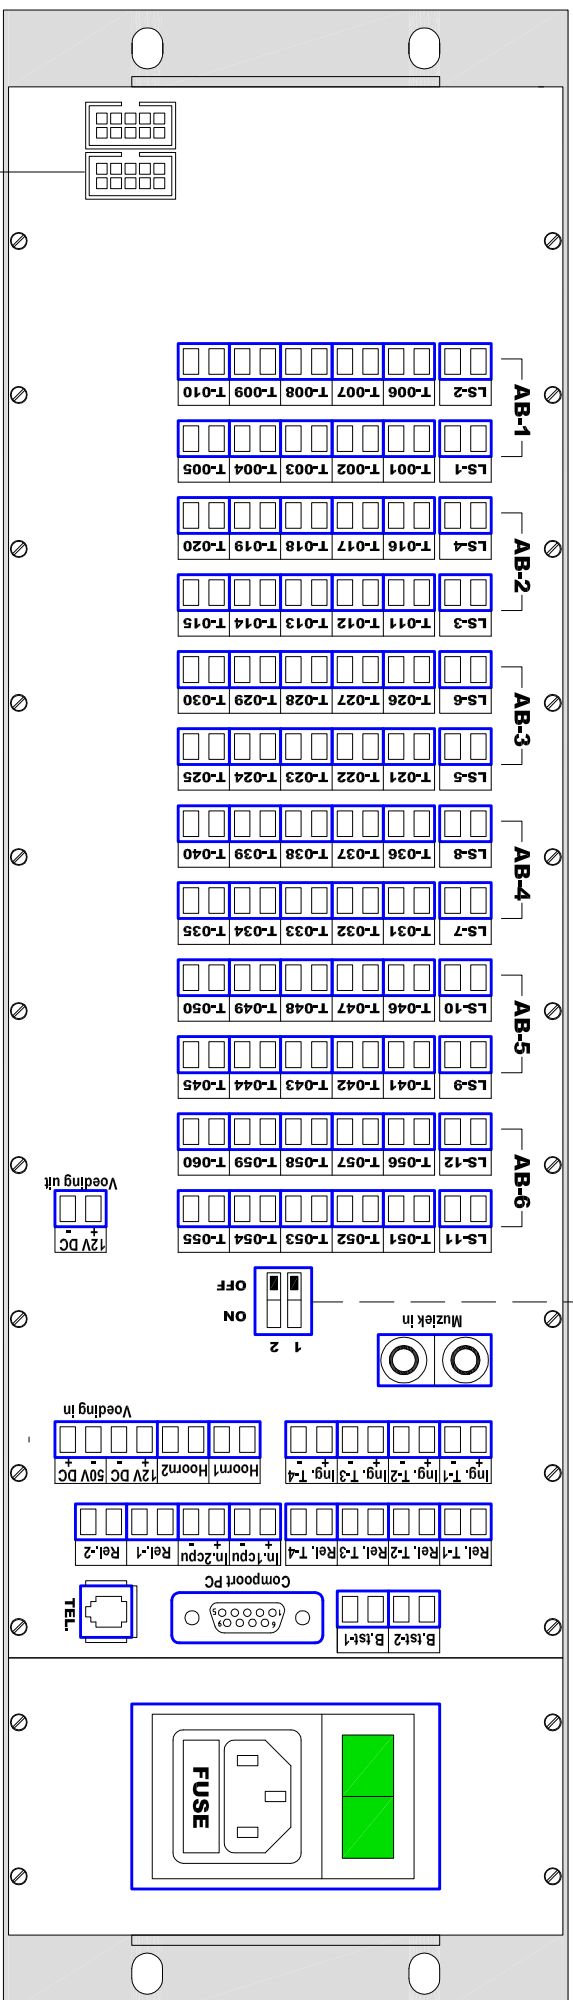 AB-1
LS-2 T-006 T-007 T-008 T-009 T-010
LS-1 T-001 T-002 T-003 T-004 T-005
AB-2
LS-4 T-016 T-017 T-018 T-019 T-020
LS-3 T-011 T-012 T-013 T-014 T-015
AB-3
LS-6 T-026 T-027 T-028 T-029 T-030
LS-5 T-021 T-022 T-023 T-024 T-025
AB-4
LS-8 T-036 T-037 T-038 T-039 T-040
LS-7 T-031 T-032 T-033 T-034 T-035
AB-5
LS-10 T-046 T-047 T-048 T-049 T-050
LS-9 T-041 T-042 T-043 T-044 T-045
AB-6
LS-12 T-056 T-057 T-058 T-059 T-060
LS-11 T-051 T-052 T-053 T-054 T-055
Voeding uit
+ -
12V DC
OFF
ON
1 2
Muziek in
Voeding in
+ - + - + - + -
+ - - +
Ing. T-1 Ing. T-2 Ing. T-3 Ing. T-4
Hoorn1 Hoorn2 12V DC 50V DC
+ - + -
Rel. T-1 Rel. T-2 Rel. T-3 Rel. T-4
In.1cpu In.2cpu Rel.-1 Rel.-2
Compoort PC
1 5
6 9
TEL.
B.tst-2 B.tst-1
FUSE